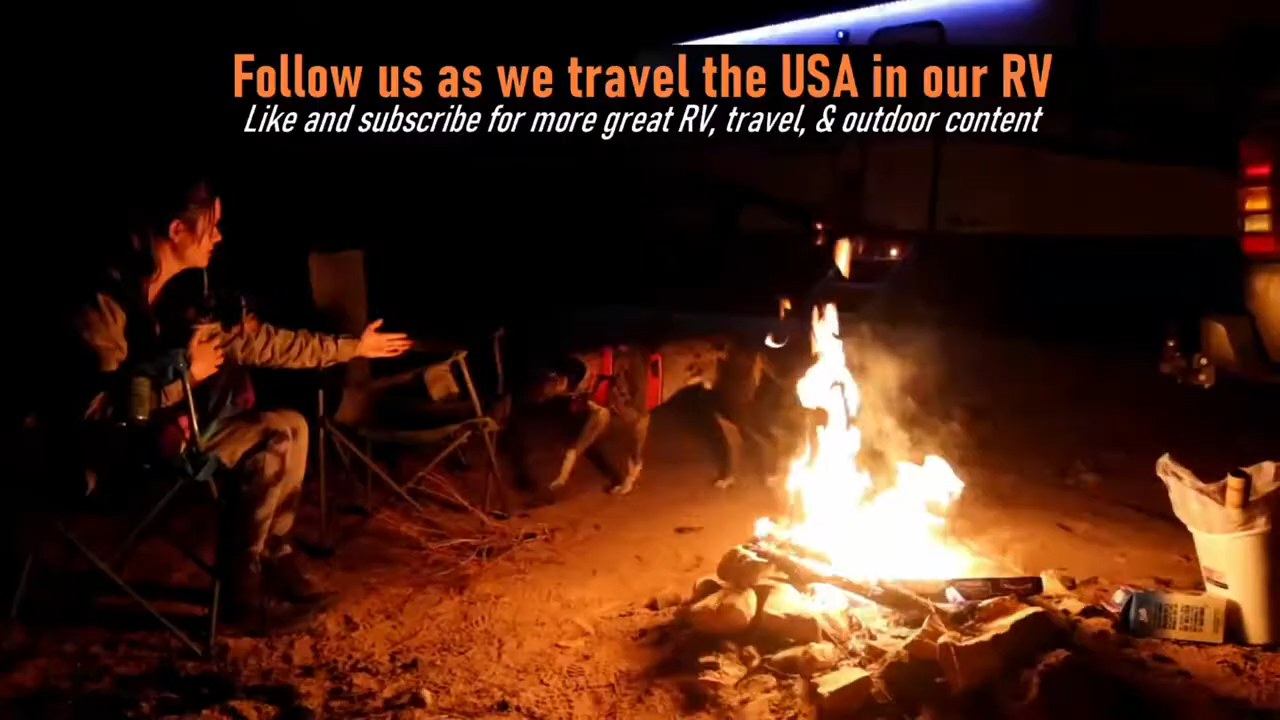 Follow us as we travel the USA in our RV
Like and subscribe for more great RV, travel, & outdoor content